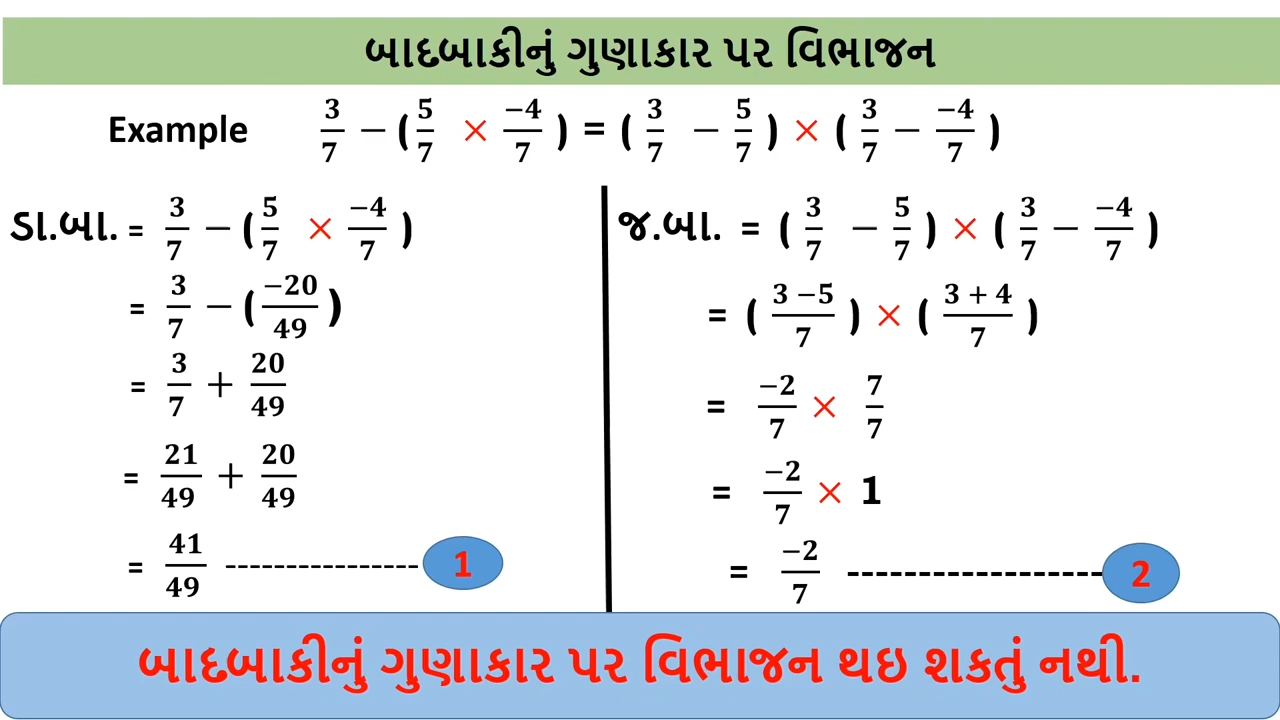 બાદબાકીનું ગુણાકાર પર વિભાજન
Example 3/7 − (5/7 × −4/7) = (3/7 − 5/7) × (3/7 − −4/7)
ડા.બા. = 3/7 − (5/7 × −4/7)
= 3/7 − (−20/49)
= 3/7 + 20/49
= 21/49 + 20/49
= 41/49 ---------------- 1
જ.બા. = (3/7 − 5/7) × (3/7 − −4/7)
= (3 −5/7) × (3 + 4/7)
= −2/7 × 7/7
= −2/7 × 1
= −2/7 ------------------ 2
બાદબાકીનું ગુણાકાર પર વિભાજન થઇ શકતું નથી.